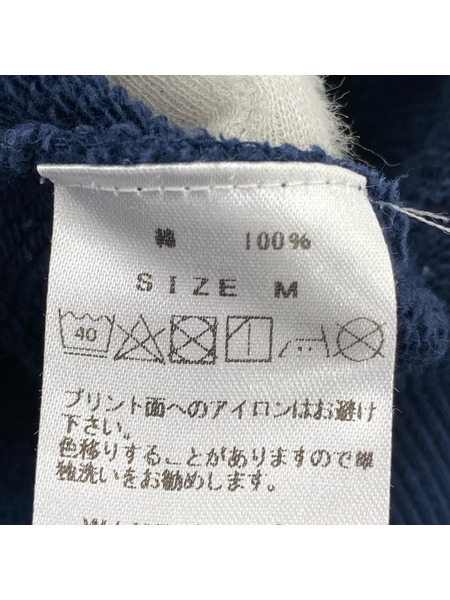 綿 100%
SIZE M
40
プリント面へのアイロンはお避け
下さい。
色移りすることがありますので単
独洗いをお勧めします。